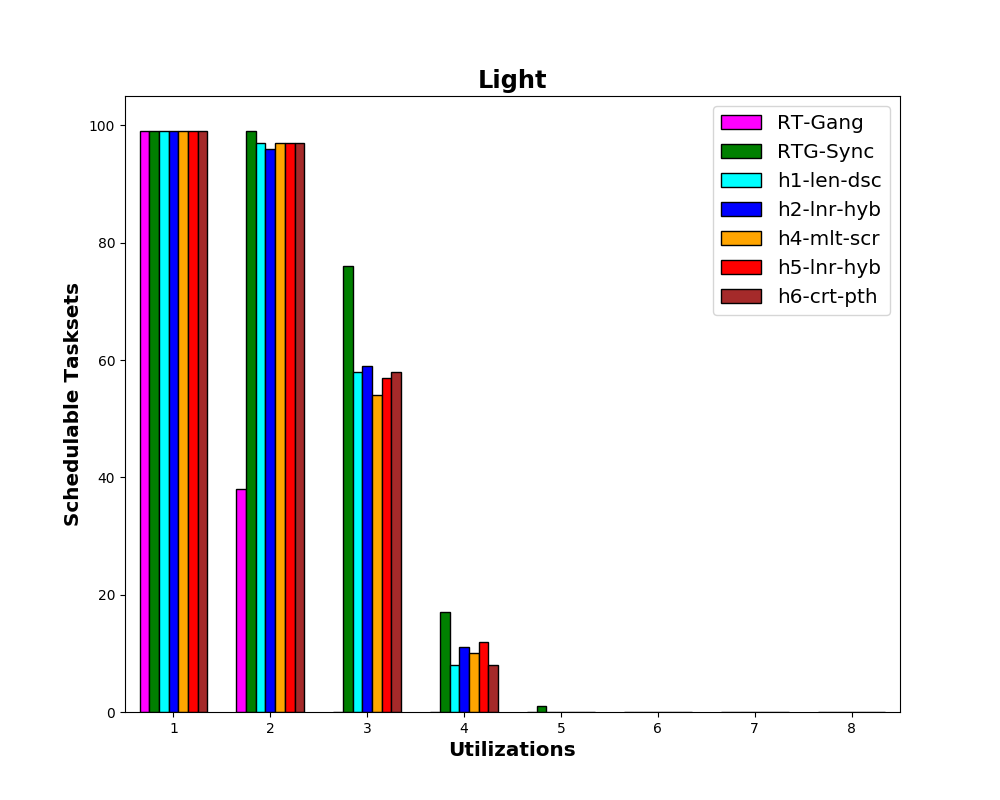 Light
100
80
60
40
20
0
Schedulable Tasksets
1 2 3 4 5 6 7 8
Utilizations
RT-Gang
RTG-Sync
h1-len-dsc
h2-lnr-hyb
h4-mlt-scr
h5-lnr-hyb
h6-crt-pth